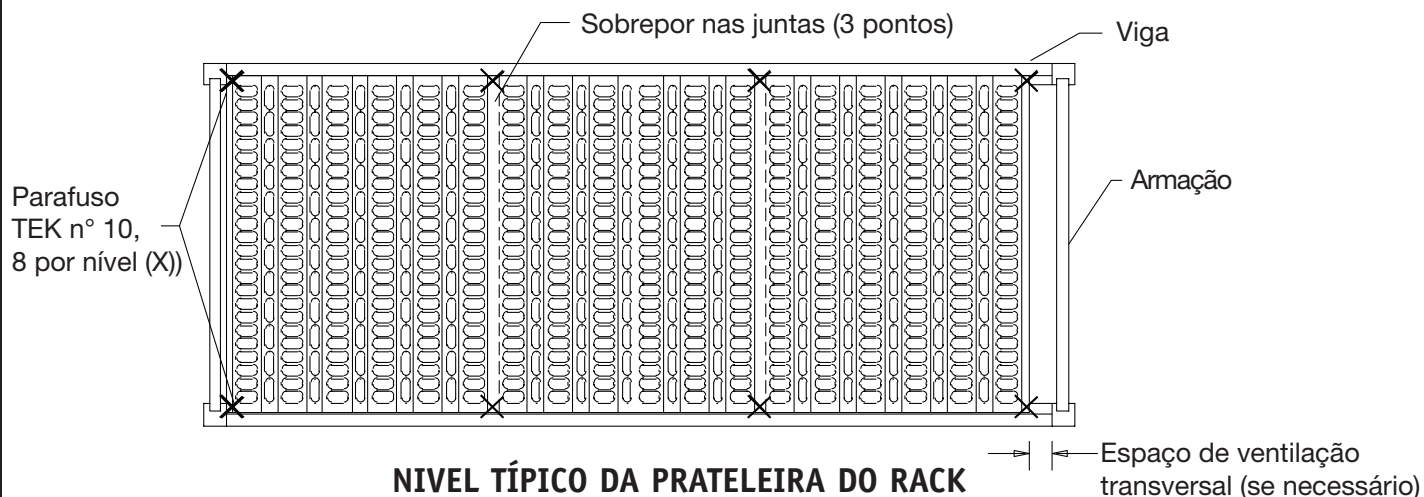 Sobrepor nas juntas (3 pontos)
Viga
Parafuso
TEK n° 10,
8 por nível (X))
Armação
NIVEL TÍPICO DA PRATELEIRA DO RACK
Espaço de ventilação
transversal (se necessário)